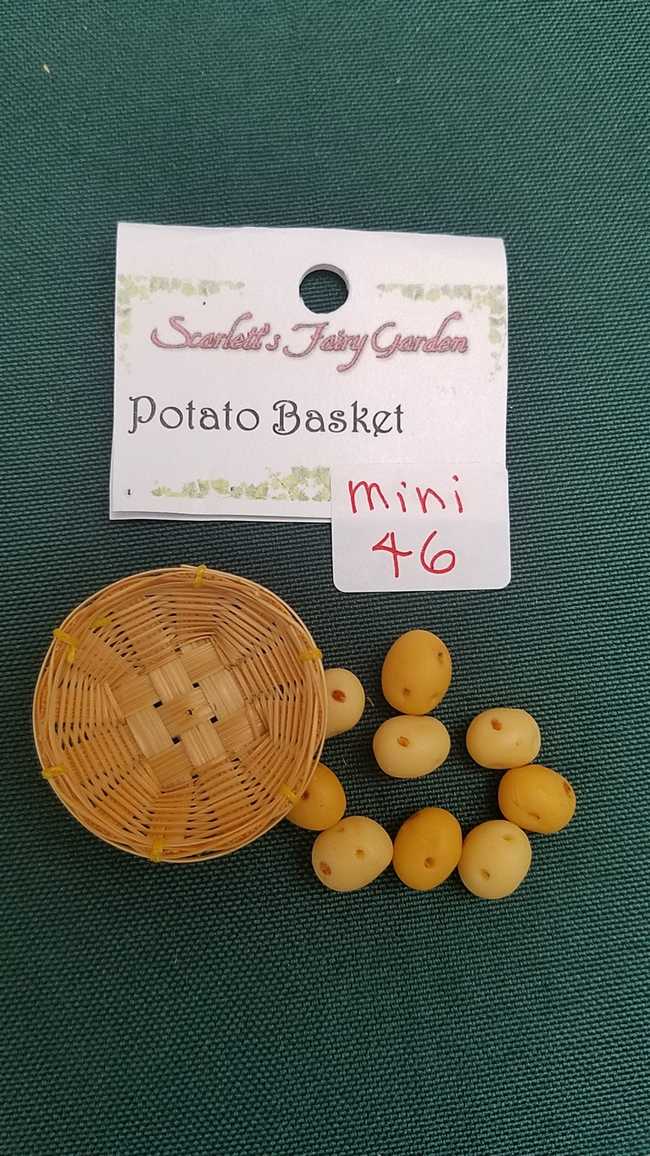 Scarlett's Fairy Garden
Potato Basket
mini
46